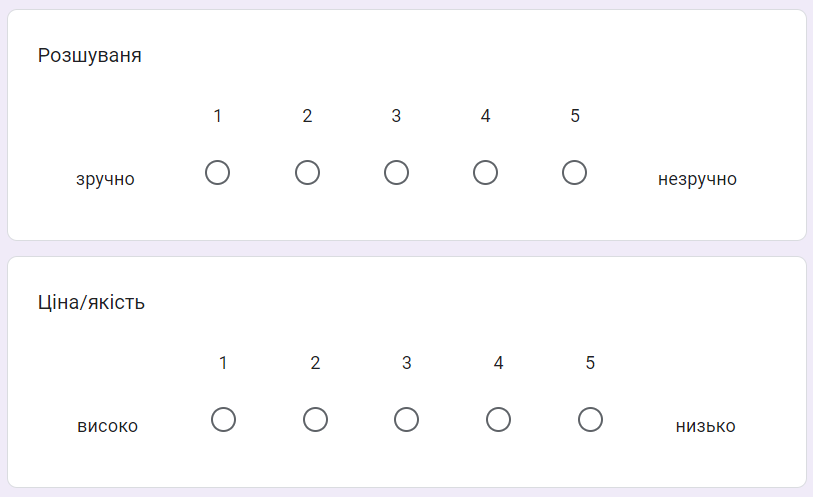 Розшуваня
1 2 3 4 5
зручно незручно
Ціна/якість
1 2 3 4 5
високо низько